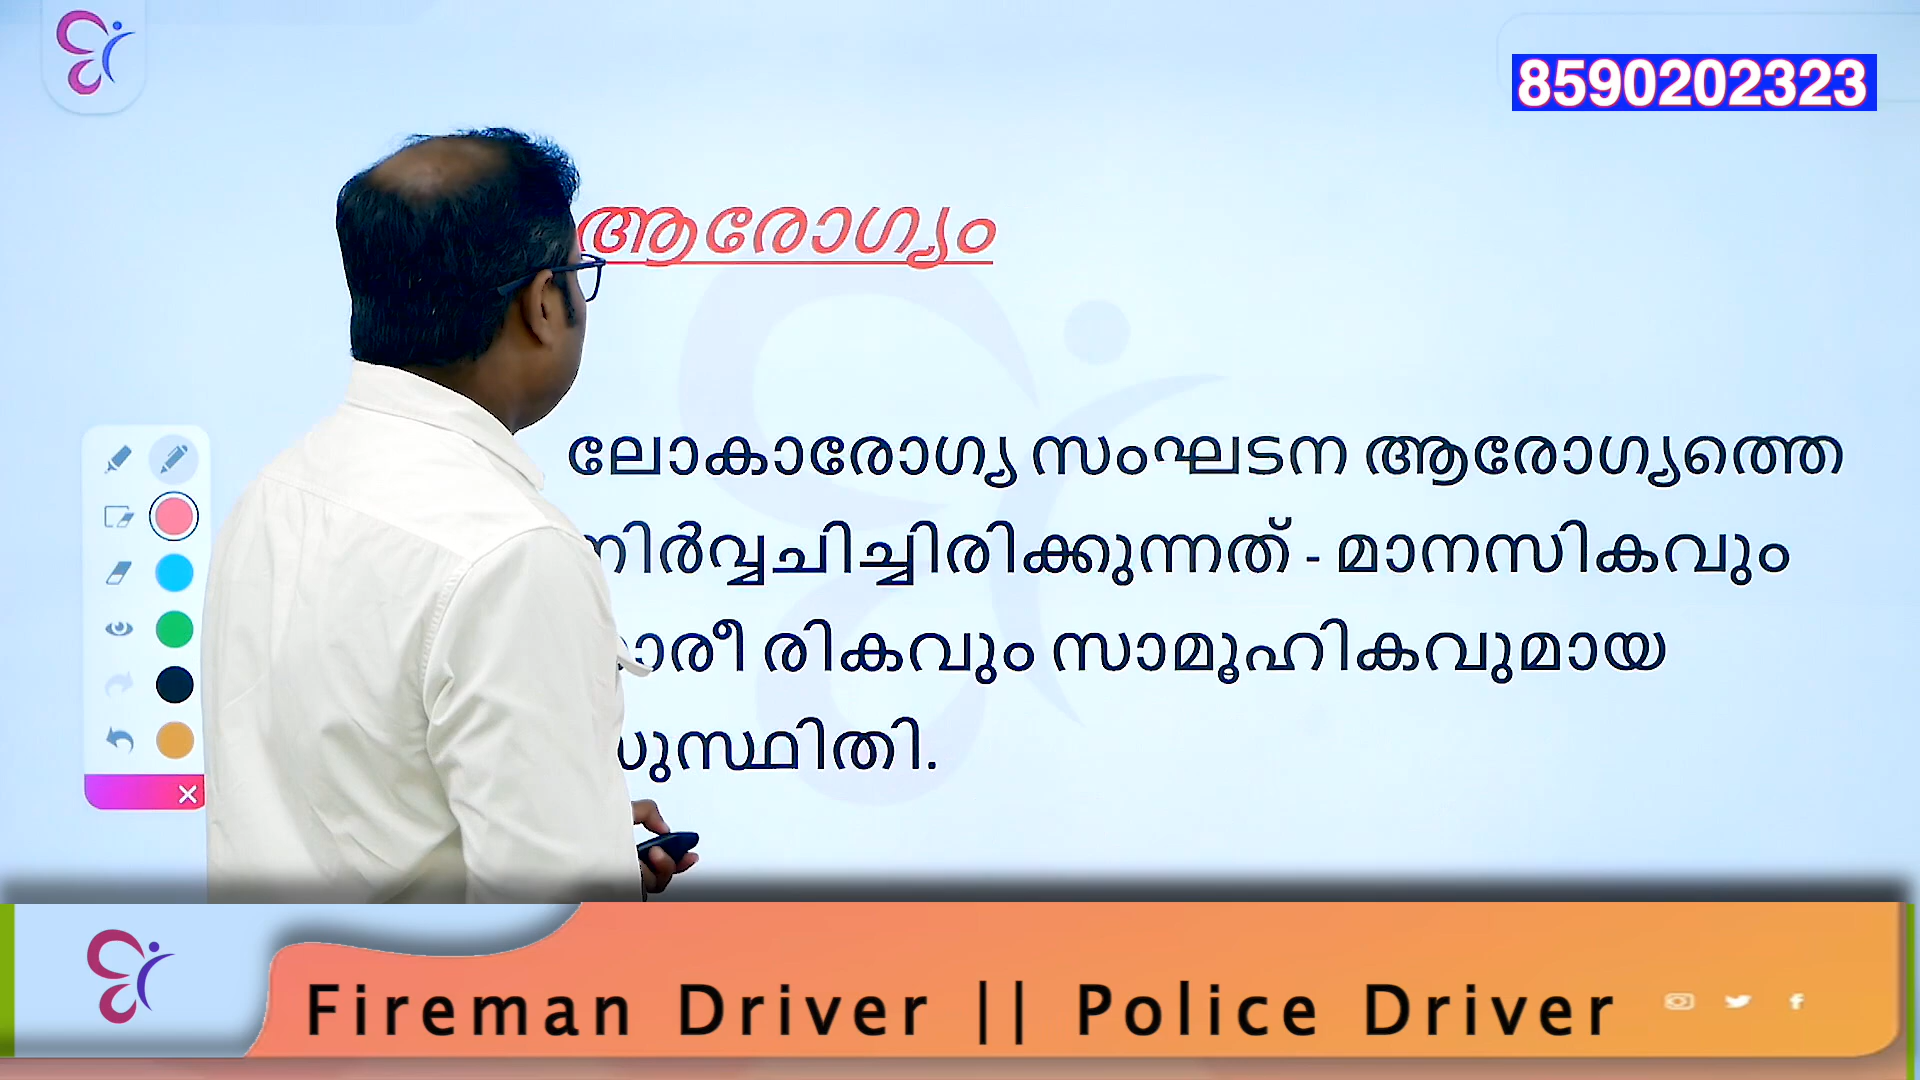 8590202323
ആരോഗ്യം
ലോകാരോഗ്യ സംഘടന ആരോഗ്യത്തെ
നിർവ്വചിച്ചിരിക്കുന്നത് - മാനസികവും
രികവും സാമൂഹികവുമായ
സുസ്ഥിതി.
Fireman Driver || Police Driver